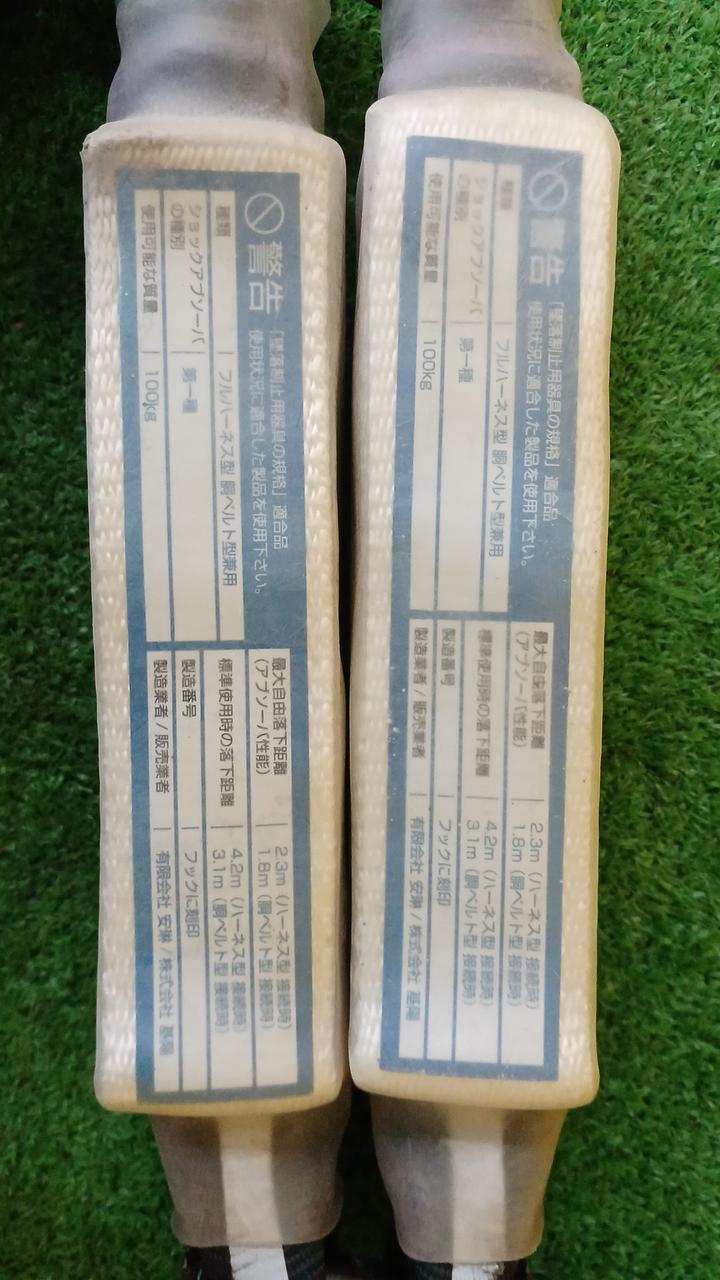 警告
「墜落制止用器具の規格」適合品
使用状況に適合した製品を使用下さい。
種類 フルハーネス型 胴ベルト型兼用
ショックアブソーバの種別 第一種
使用可能な質量 100kg
最大自由落下距離
(アブソーバ性能)
2.3m(ハーネス型 接続時)
1.8m(胴ベルト型 接続時)
標準使用時の落下距離
4.2m(ハーネス型 接続時)
3.1m(胴ベルト型 接続時)
製造番号 フックに刻印
製造業者/販売業者 有限会社 安琳/株式会社 基陽
警告
「墜落制止用器具の規格」適合品
使用状況に適合した製品を使用下さい。
種類 フルハーネス型 胴ベルト型兼用
ショックアブソーバの種別 第一種
使用可能な質量 100kg
最大自由落下距離
(アブソーバ性能)
2.3m(ハーネス型 接続時)
1.8m(胴ベルト型 接続時)
標準使用時の落下距離
4.2m(ハーネス型 接続時)
3.1m(胴ベルト型 接続時)
製造番号 フックに刻印
製造業者/販売業者 有限会社 安琳/株式会社 基陽